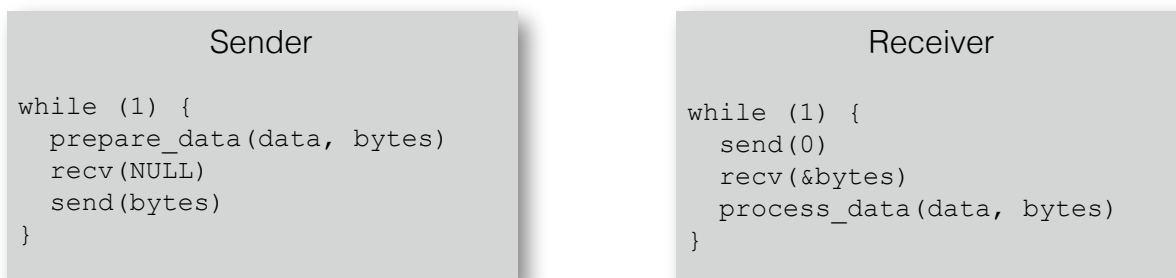 Sender
while (1) {
  prepare_data(data, bytes)
  recv(NULL)
  send(bytes)
}
Receiver
while (1) {
  send(0)
  recv(&bytes)
  process_data(data, bytes)
}